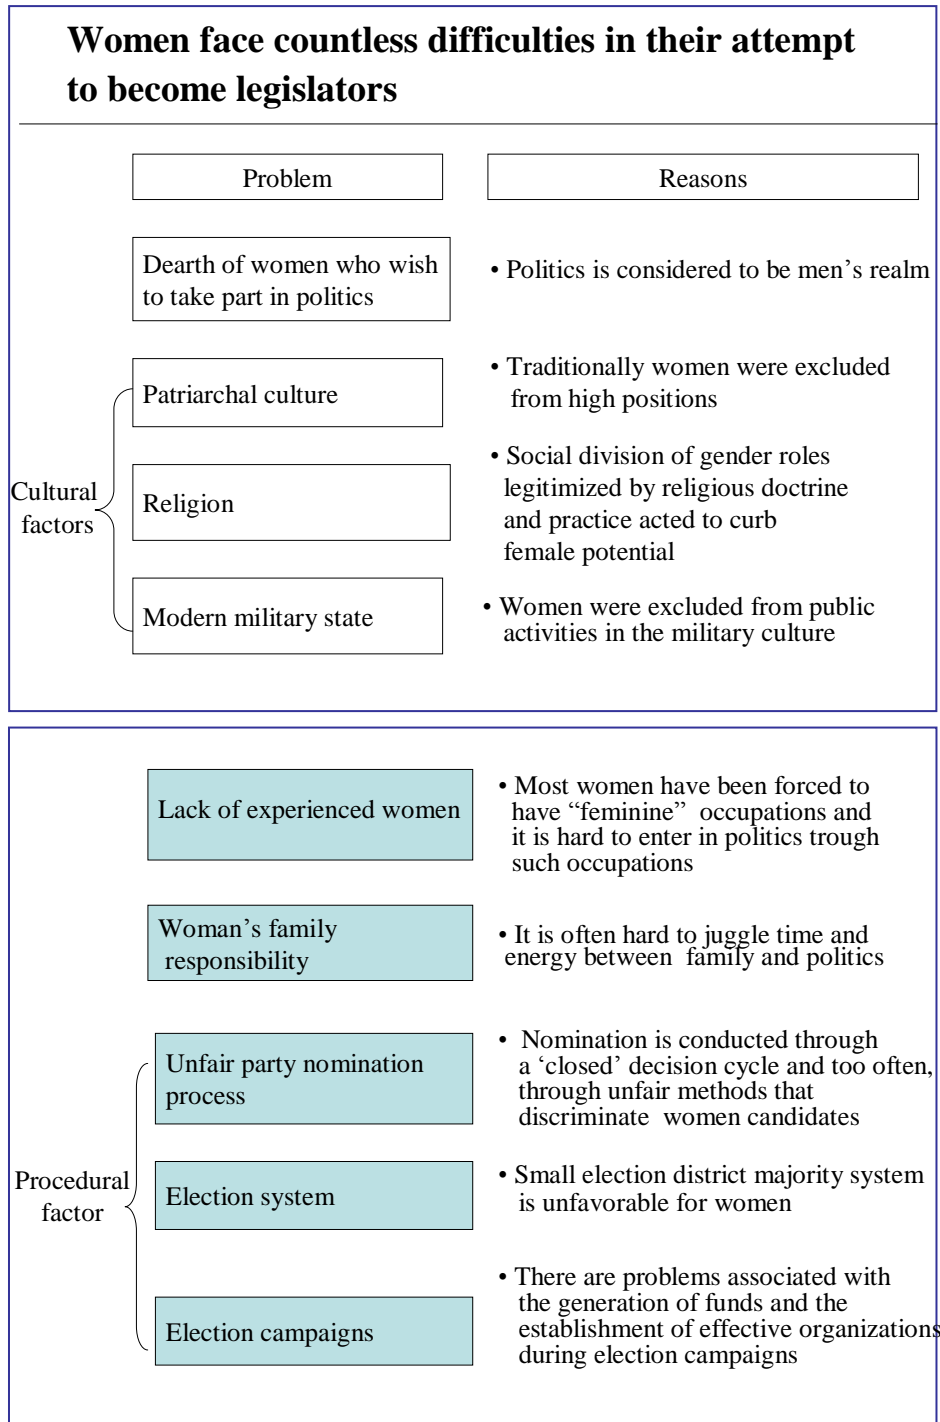 Women face countless difficulties in their attempt
to become legislators
Problem
Reasons
Dearth of women who wish
to take part in politics
• Politics is considered to be men’s realm
Cultural
factors
Patriarchal culture
• Traditionally women were excluded
from high positions
Religion
• Social division of gender roles
legitimized by religious doctrine
and practice acted to curb
female potential
Modern military state
• Women were excluded from public
activities in the military culture
Lack of experienced women
• Most women have been forced to
have “feminine” occupations and
it is hard to enter in politics trough
such occupations
Woman’s family
responsibility
• It is often hard to juggle time and
energy between family and politics
Procedural
factor
Unfair party nomination
process
• Nomination is conducted through
a ‘closed’ decision cycle and too often,
through unfair methods that
discriminate women candidates
Election system
• Small election district majority system
is unfavorable for women
Election campaigns
• There are problems associated with
the generation of funds and the
establishment of effective organizations
during election campaigns